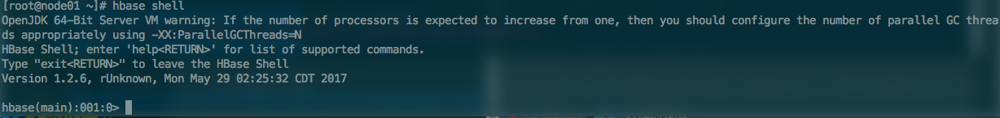 [root@node01 ~]# hbase shell
OpenJDK 64-Bit Server VM warning: If the number of processors is expected to increase from one, then you should configure the number of parallel GC threa
ds appropriately using -XX:ParallelGCThreads=N
HBase Shell; enter 'help<RETURN>' for list of supported commands.
Type "exit<RETURN>" to leave the HBase Shell
Version 1.2.6, rUnknown, Mon May 29 02:25:32 CDT 2017
hbase(main):001:0>